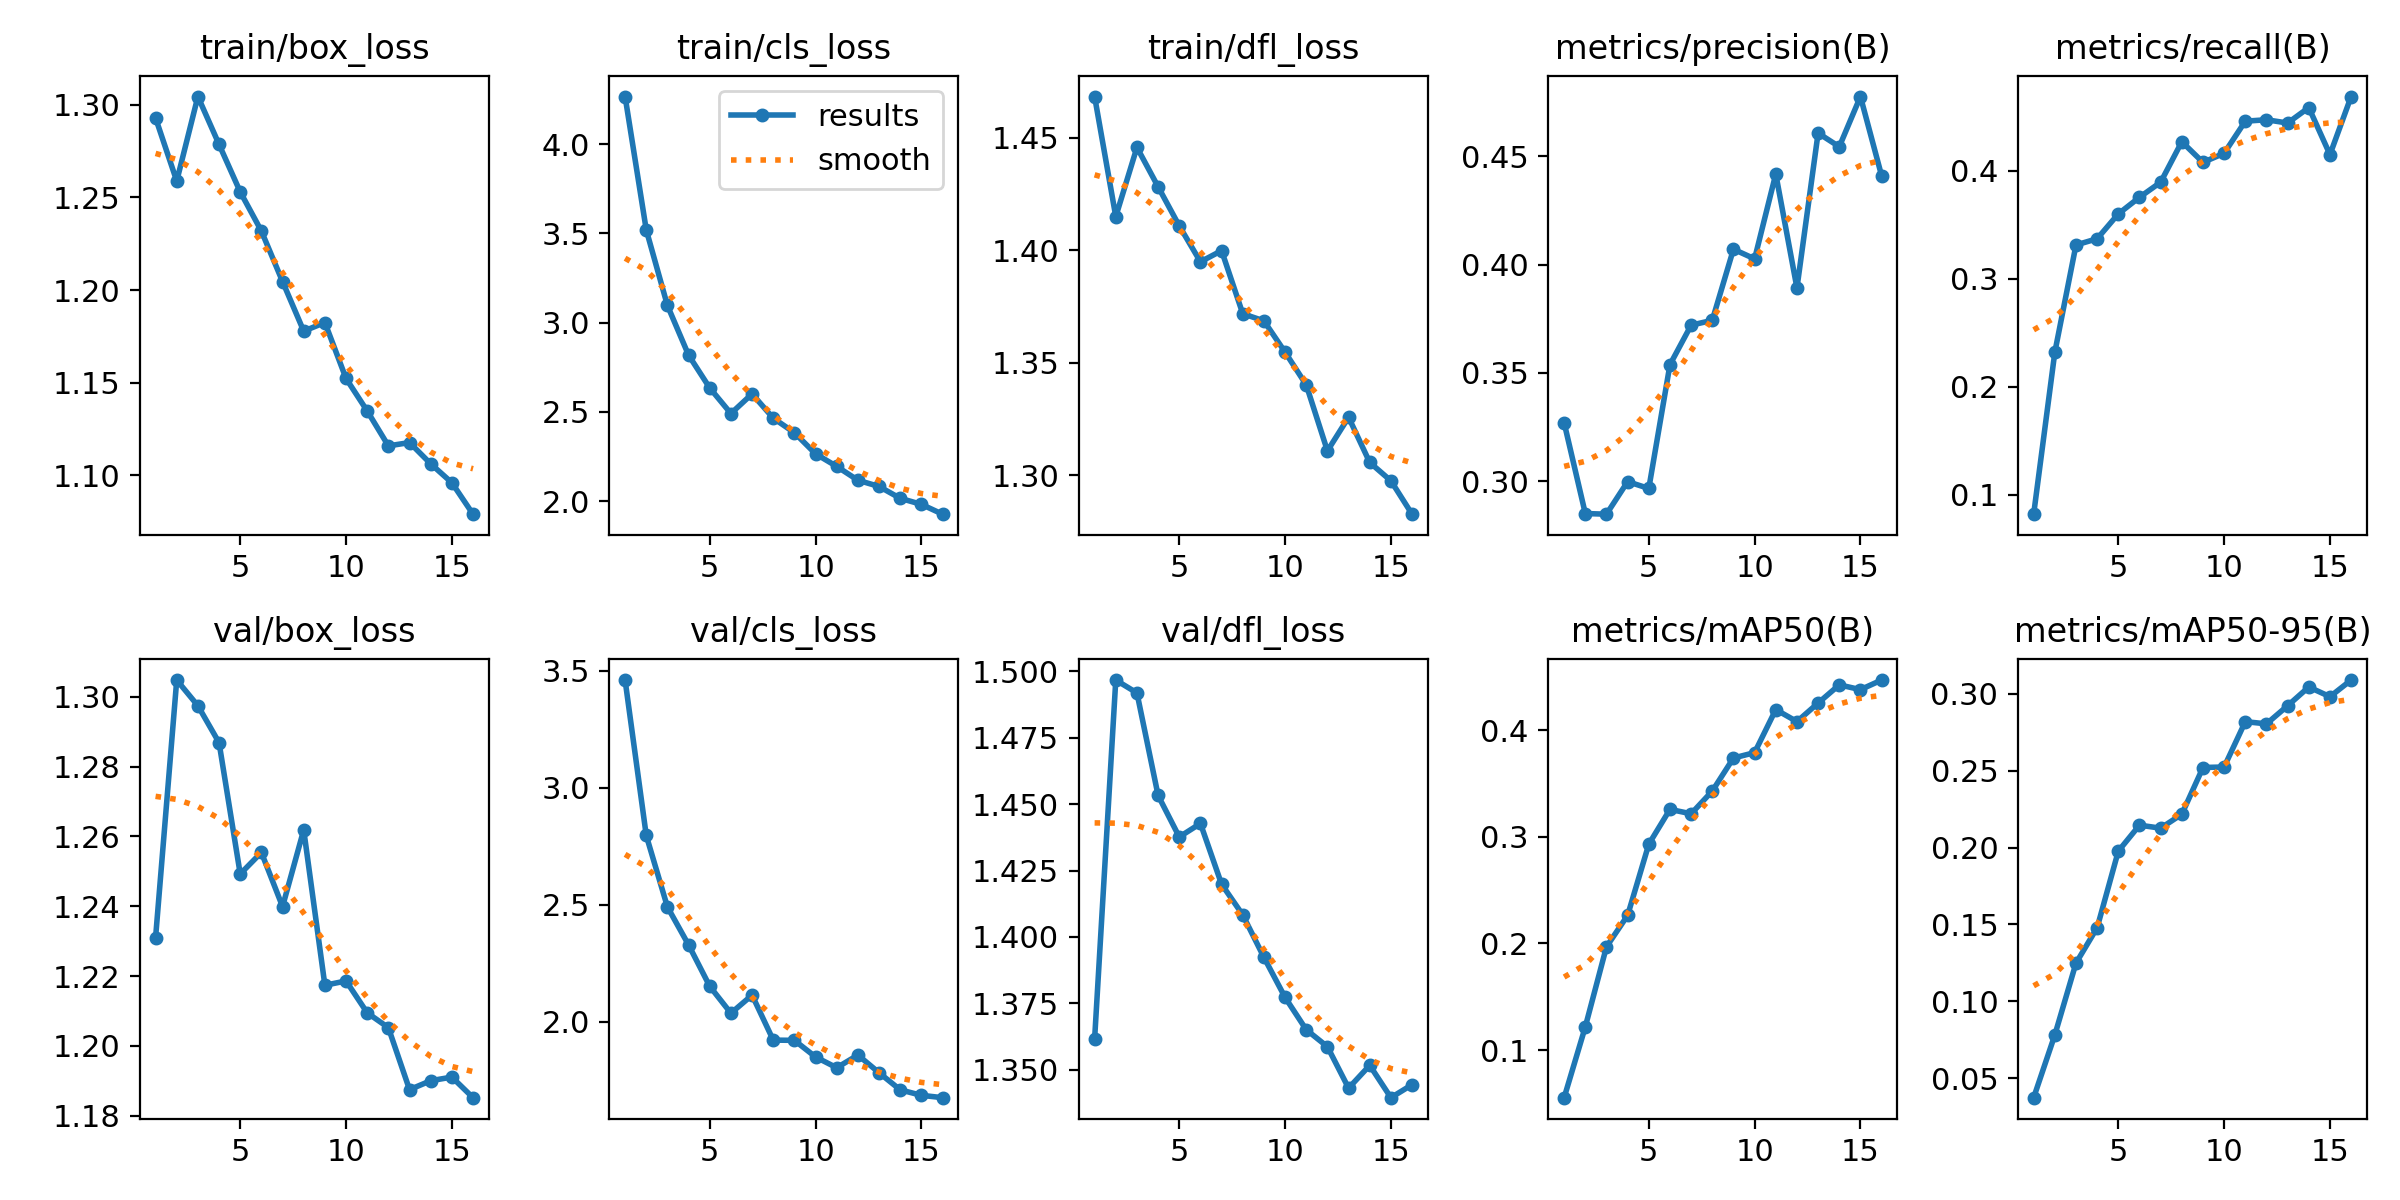 train/box_loss
1.30
1.25
1.20
1.15
1.10
5 10 15
train/cls_loss
results
smooth
4.0
3.5
3.0
2.5
2.0
5 10 15
train/dfl_loss
1.45
1.40
1.35
1.30
5 10 15
metrics/precision(B)
0.45
0.40
0.35
0.30
5 10 15
metrics/recall(B)
0.4
0.3
0.2
0.1
5 10 15
val/box_loss
1.30
1.28
1.26
1.24
1.22
1.20
1.18
5 10 15
val/cls_loss
3.5
3.0
2.5
2.0
5 10 15
val/dfl_loss
1.500
1.475
1.450
1.425
1.400
1.375
1.350
5 10 15
metrics/mAP50(B)
0.4
0.3
0.2
0.1
5 10 15
metrics/mAP50-95(B)
0.30
0.25
0.20
0.15
0.10
0.05
5 10 15